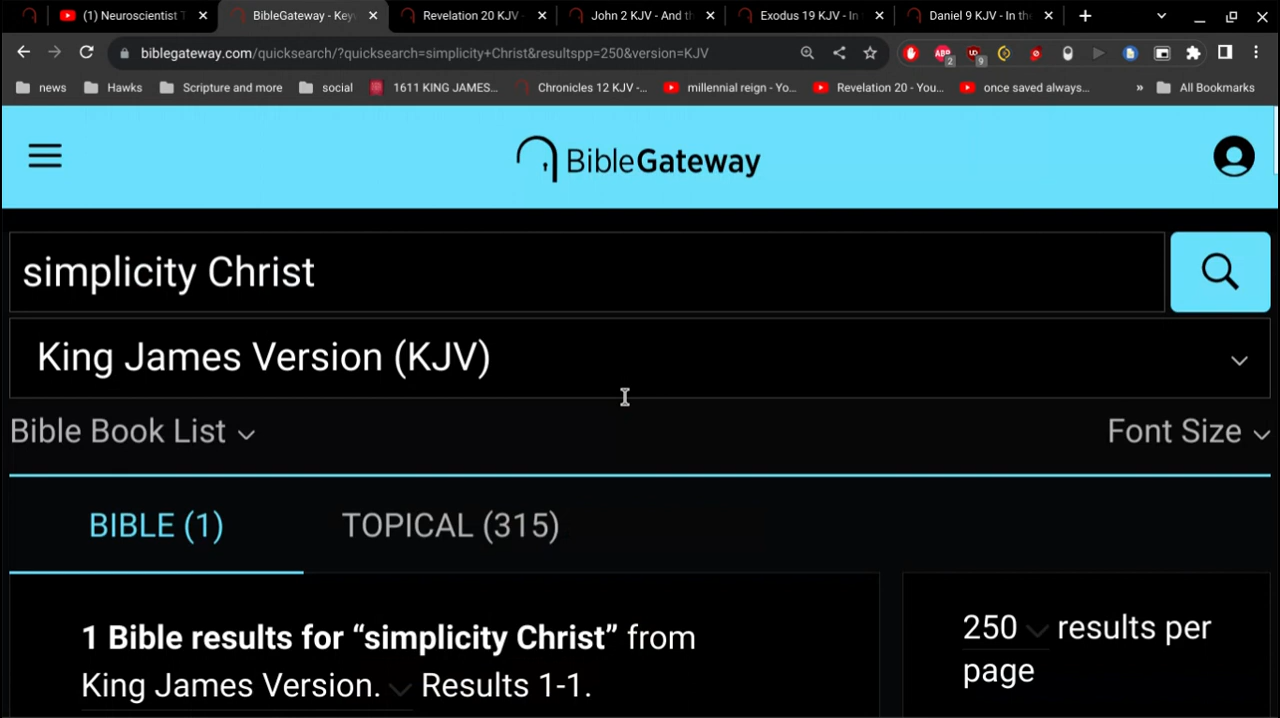 (1) Neuroscientist T
BibleGateway - Key
Revelation 20 KJV -
John 2 KJV - And th
Exodus 19 KJV - In
Daniel 9 KJV - In the
biblegateway.com/quicksearch/?quicksearch=simplicity+Christ&resultspp=250&version=KJV
ABP
2
9
news
Hawks
Scripture and more
social
1611 KING JAMES...
Chronicles 12 KJV -...
millennial reign - Yo...
Revelation 20 - You...
once saved always...
»
All Bookmarks
BibleGateway
simplicity Christ
King James Version (KJV)
Bible Book List
Font Size
BIBLE (1)
TOPICAL (315)
1 Bible results for “simplicity Christ” from
King James Version. Results 1-1.
250 results per
page